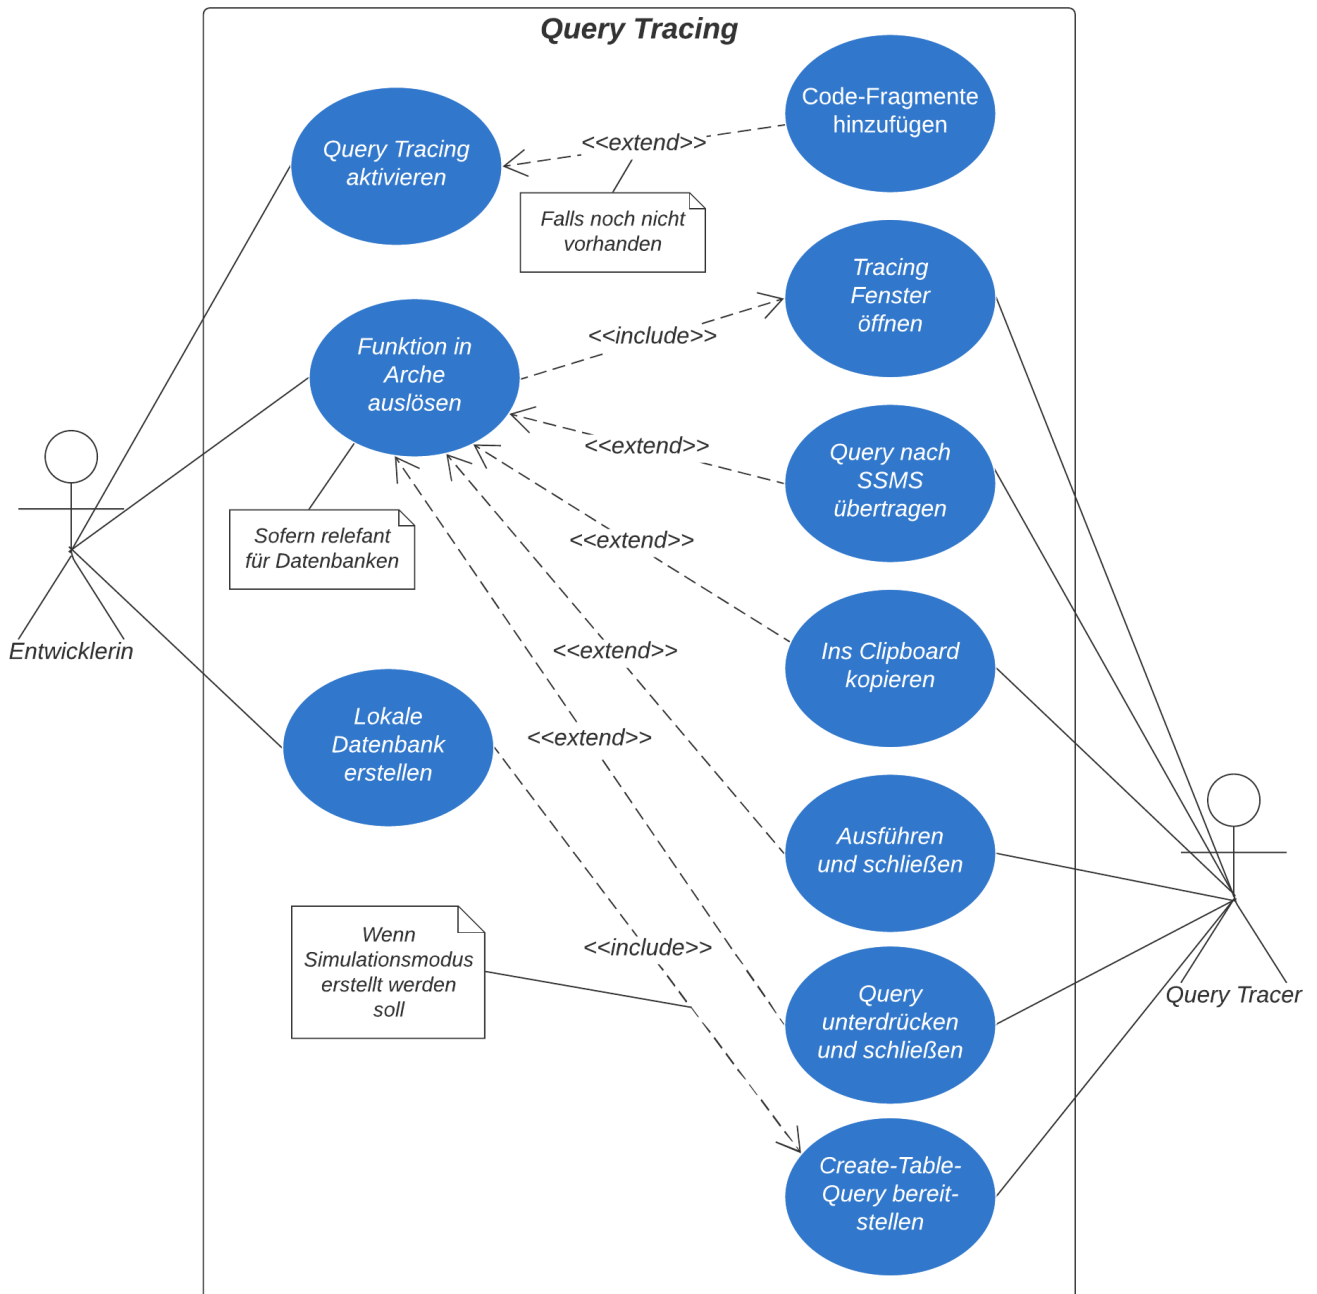 Query Tracing
Code-Fragmente
hinzufügen
Query Tracing
aktivieren
<<extend>>
Falls noch nicht
vorhanden
Tracing
Fenster
öffnen
<<include>>
Funktion in
Arche
auslösen
<<extend>>
Query nach
SSMS
übertragen
Sofern relefant
für Datenbanken
<<extend>>
Entwicklerin
<<extend>>
Ins Clipboard
kopieren
Lokale
Datenbank
erstellen
<<extend>>
Ausführen
und schließen
Wenn
Simulationsmodus
erstellt werden
soll
<<include>>
Query
unterdrücken
und schließen
Query Tracer
Create-Table-
Query bereit-
stellen